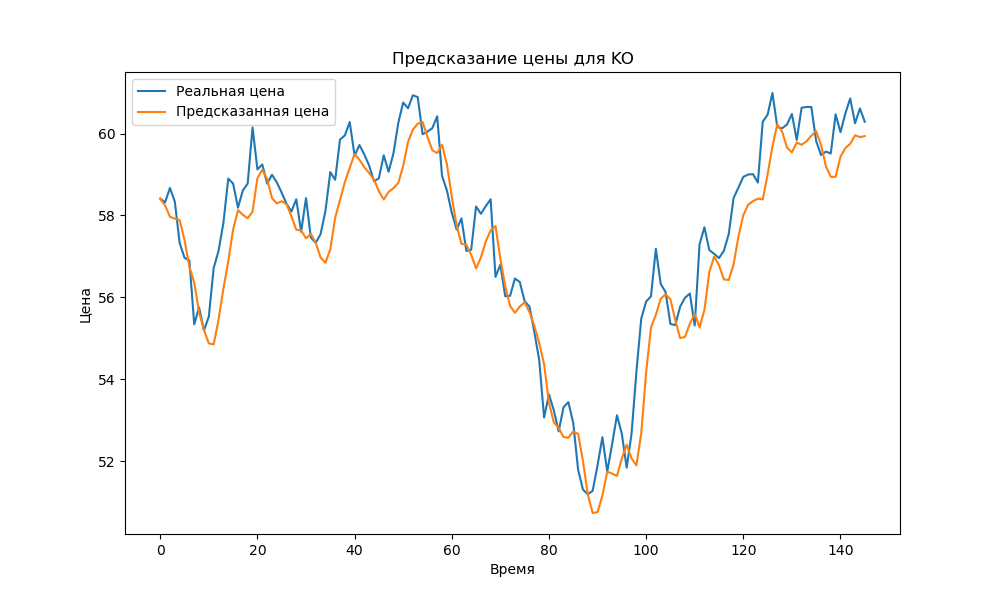 Предсказание цены для KO
Реальная цена
Предсказанная цена
Цена
60
58
56
54
52
0 20 40 60 80 100 120 140
Время